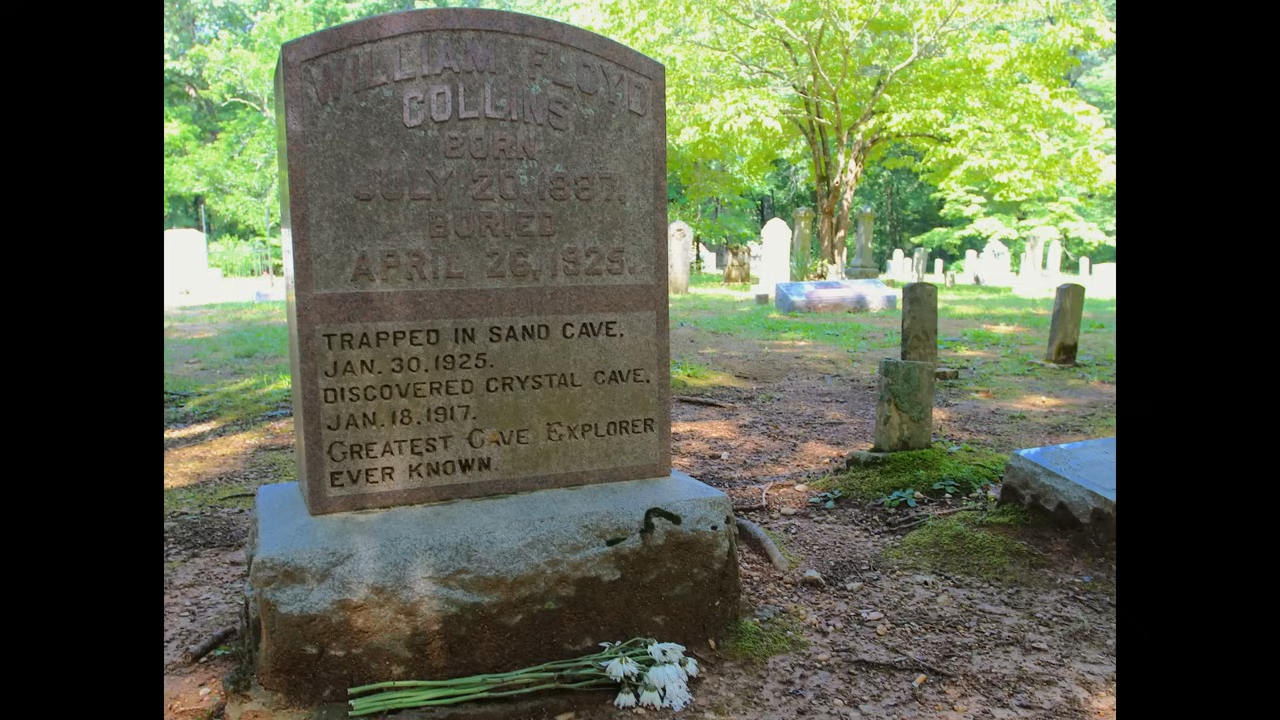 WILLIAM FLOYD
COLLINS
BORN
JULY 20, 1887.
BURIED
APRIL 26, 1925.
TRAPPED IN SAND CAVE,
JAN. 30, 1925.
DISCOVERED CRYSTAL CAVE,
JAN. 18, 1917.
GREATEST CAVE EXPLORER
EVER KNOWN.